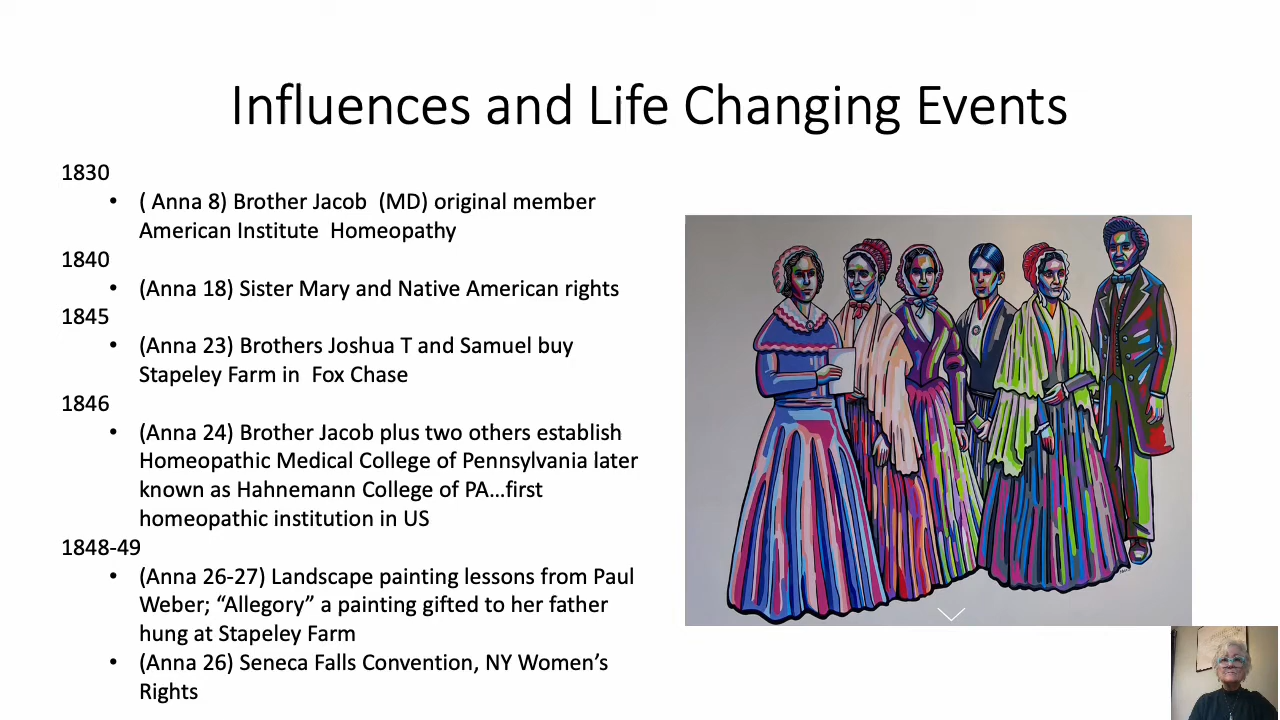 Influences and Life Changing Events
1830
• ( Anna 8) Brother Jacob (MD) original member
American Institute Homeopathy
1840
• (Anna 18) Sister Mary and Native American rights
1845
• (Anna 23) Brothers Joshua T and Samuel buy
Stapeley Farm in Fox Chase
1846
• (Anna 24) Brother Jacob plus two others establish
Homeopathic Medical College of Pennsylvania later
known as Hahnemann College of PA…first
homeopathic institution in US
1848-49
• (Anna 26-27) Landscape painting lessons from Paul
Weber; “Allegory” a painting gifted to her father
hung at Stapeley Farm
• (Anna 26) Seneca Falls Convention, NY Women’s
Rights